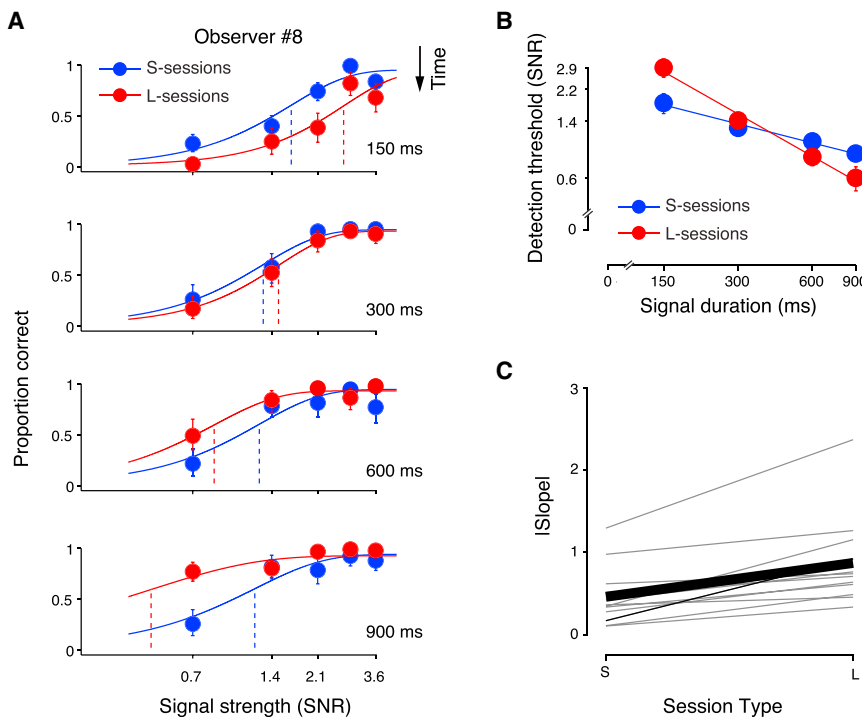 A
Observer #8
S-sessions
L-sessions
Time
1
0.5
0
150 ms
1
0.5
0
300 ms
1
0.5
0
600 ms
1
0.5
0
900 ms
Proportion correct
0.7 1.4 2.1 3.6
Signal strength (SNR)
B
Detection threshold (SNR)
2.9
2.2
1.4
0.6
0
S-sessions
L-sessions
0 150 300 600 900
Signal duration (ms)
C
|Slope|
3
2
1
0
S L
Session Type